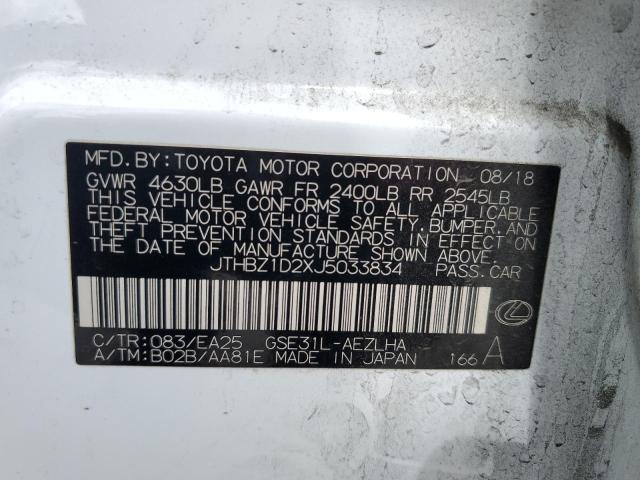 MFD.BY:TOYOTA MOTOR CORPORATION 08/18
GVWR 4630LB GAWR FR 2400LB RR 2545LB
THIS VEHICLE CONFORMS TO ALL APPLICABLE
FEDERAL MOTOR VEHICLE SAFETY,BUMPER,AND
THEFT PREVENTION STANDARDS IN EFFECT ON
THE DATE OF MANUFACTURE SHOWN ABOVE.
JTHBZ1D2XJ5033834 PASS.CAR
C/TR:083/EA25 GSE31L-AEZLHA
A/TM:B02B/AA81E MADE IN JAPAN 166 A